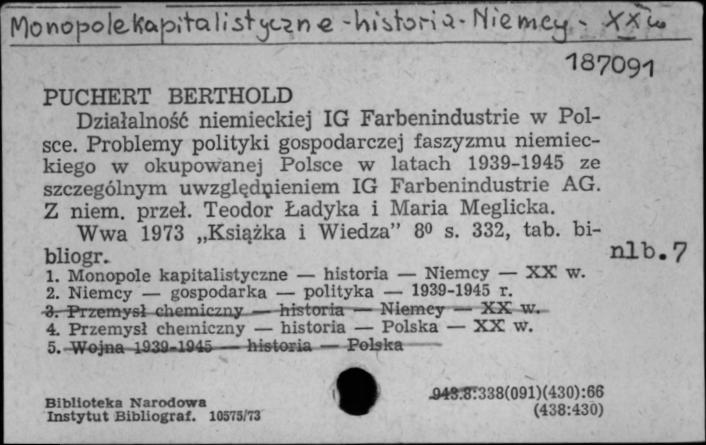 Monopole kapitalistyczne - historia - Niemcy - XX w
187091
PUCHERT BERTHOLD
Działalność niemieckiej IG Farbenindustrie w Pol-
sce. Problemy polityki gospodarczej faszyzmu niemiec-
kiego w okupowanej Polsce w latach 1939-1945 ze
szczególnym uwzględnieniem IG Farbenindustrie AG.
Z niem. przeł. Teodor Ładyka i Maria Meglicka.
Wwa 1973 „Książka i Wiedza” 8⁰ s. 332, tab. bi-
bliogr.
nlb.7
1. Monopole kapitalistyczne — historia — Niemcy — XX w.
2. Niemcy — gospodarka — polityka — 1939-1945 r.
3. Przemysł chemiczny — historia — Niemcy — XX w.
4. Przemysł chemiczny — historia — Polska — XX w.
5. Wojna 1939-1945 — historia — Polska
943.8:338(091)(430):66
Biblioteka Narodowa
(438:430)
Instytut Bibliograf. 10575/73